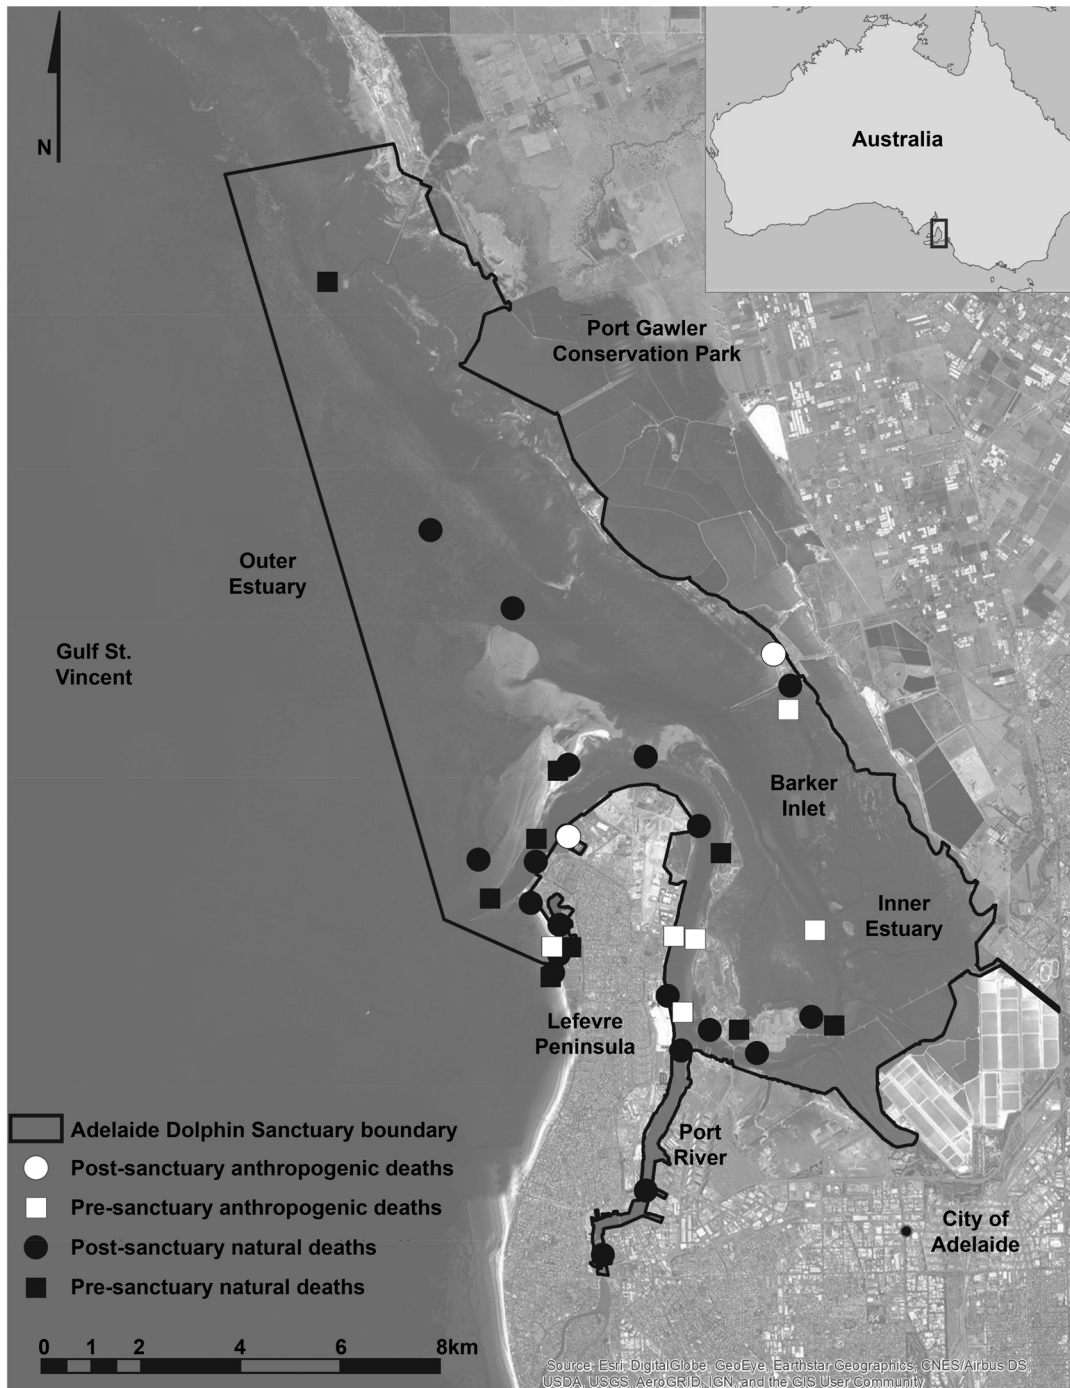 N
Australia
Port Gawler
Conservation Park
Outer
Estuary
Gulf St.
Vincent
Barker
Inlet
Inner
Estuary
Lefevre
Peninsula
Port
River
City of
Adelaide
Adelaide Dolphin Sanctuary boundary
Post-sanctuary anthropogenic deaths
Pre-sanctuary anthropogenic deaths
Post-sanctuary natural deaths
Pre-sanctuary natural deaths
0 1 2 4 6 8km
Source: Esri, DigitalGlobe, GeoEye, Earthstar Geographics, CNES/Airbus DS,
USDA, USGS, AeroGRID, IGN, and the GIS User Community